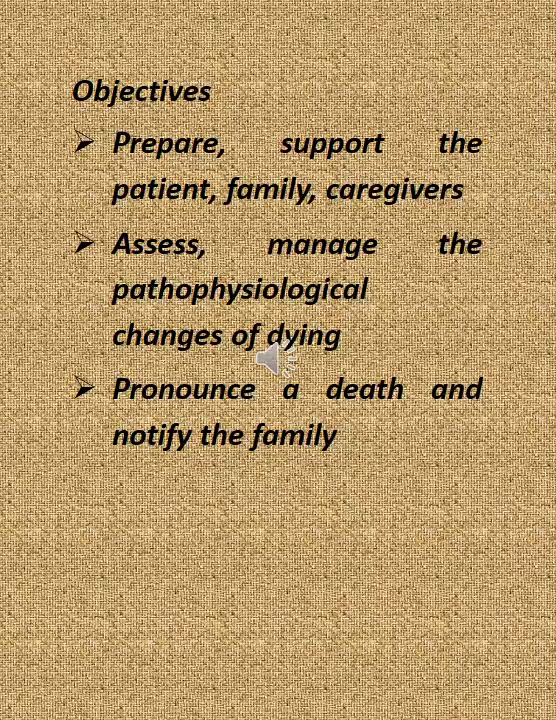 Objectives
➢ Prepare, support the
patient, family, caregivers
➢ Assess, manage the
pathophysiological
changes of dying
➢ Pronounce a death and
notify the family